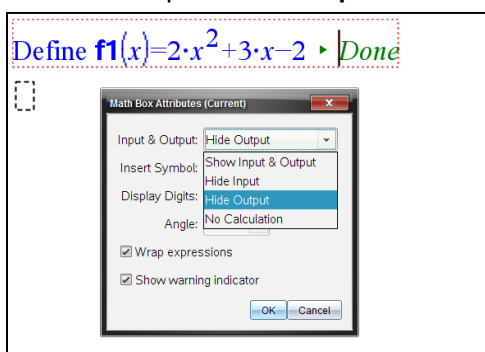 Define f1(x)=2·x²+3·x−2 ▸ Done
Math Box Attributes (Current)
x
Input & Output: Hide Output
Show Input & Output
Insert Symbol:
Hide Input
Display Digits:
Hide Output
Angle:
No Calculation
Wrap expressions
Show warning indicator
OK Cancel